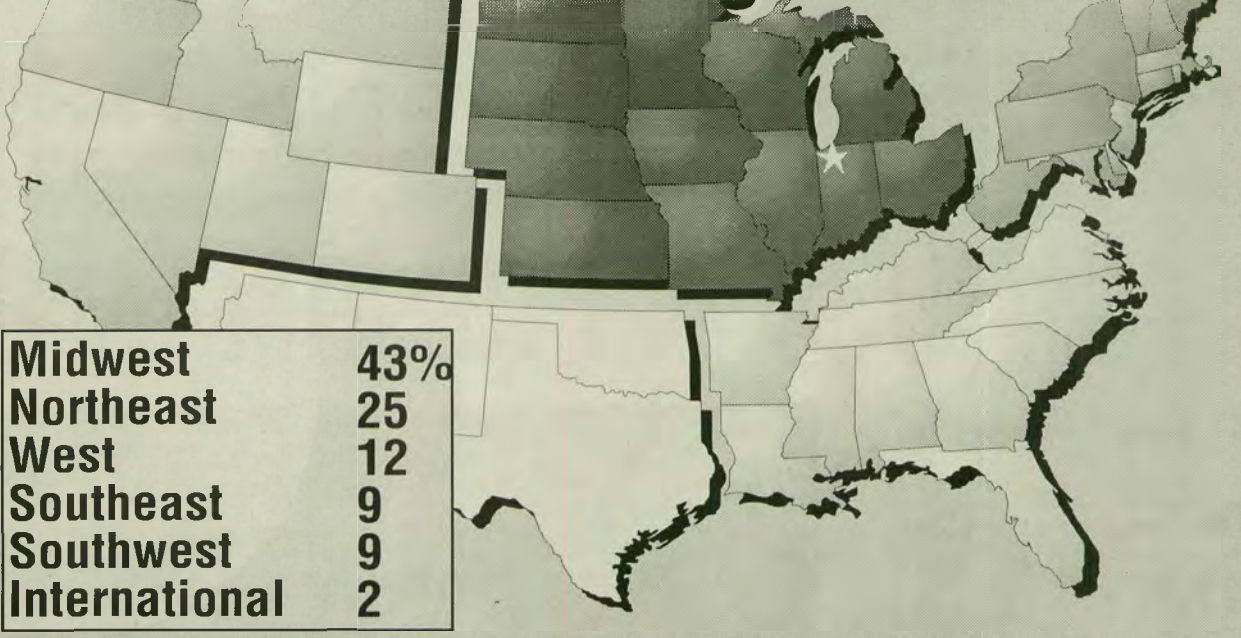 Midwest 43%
Northeast 25
West 12
Southeast 9
Southwest 9
International 2